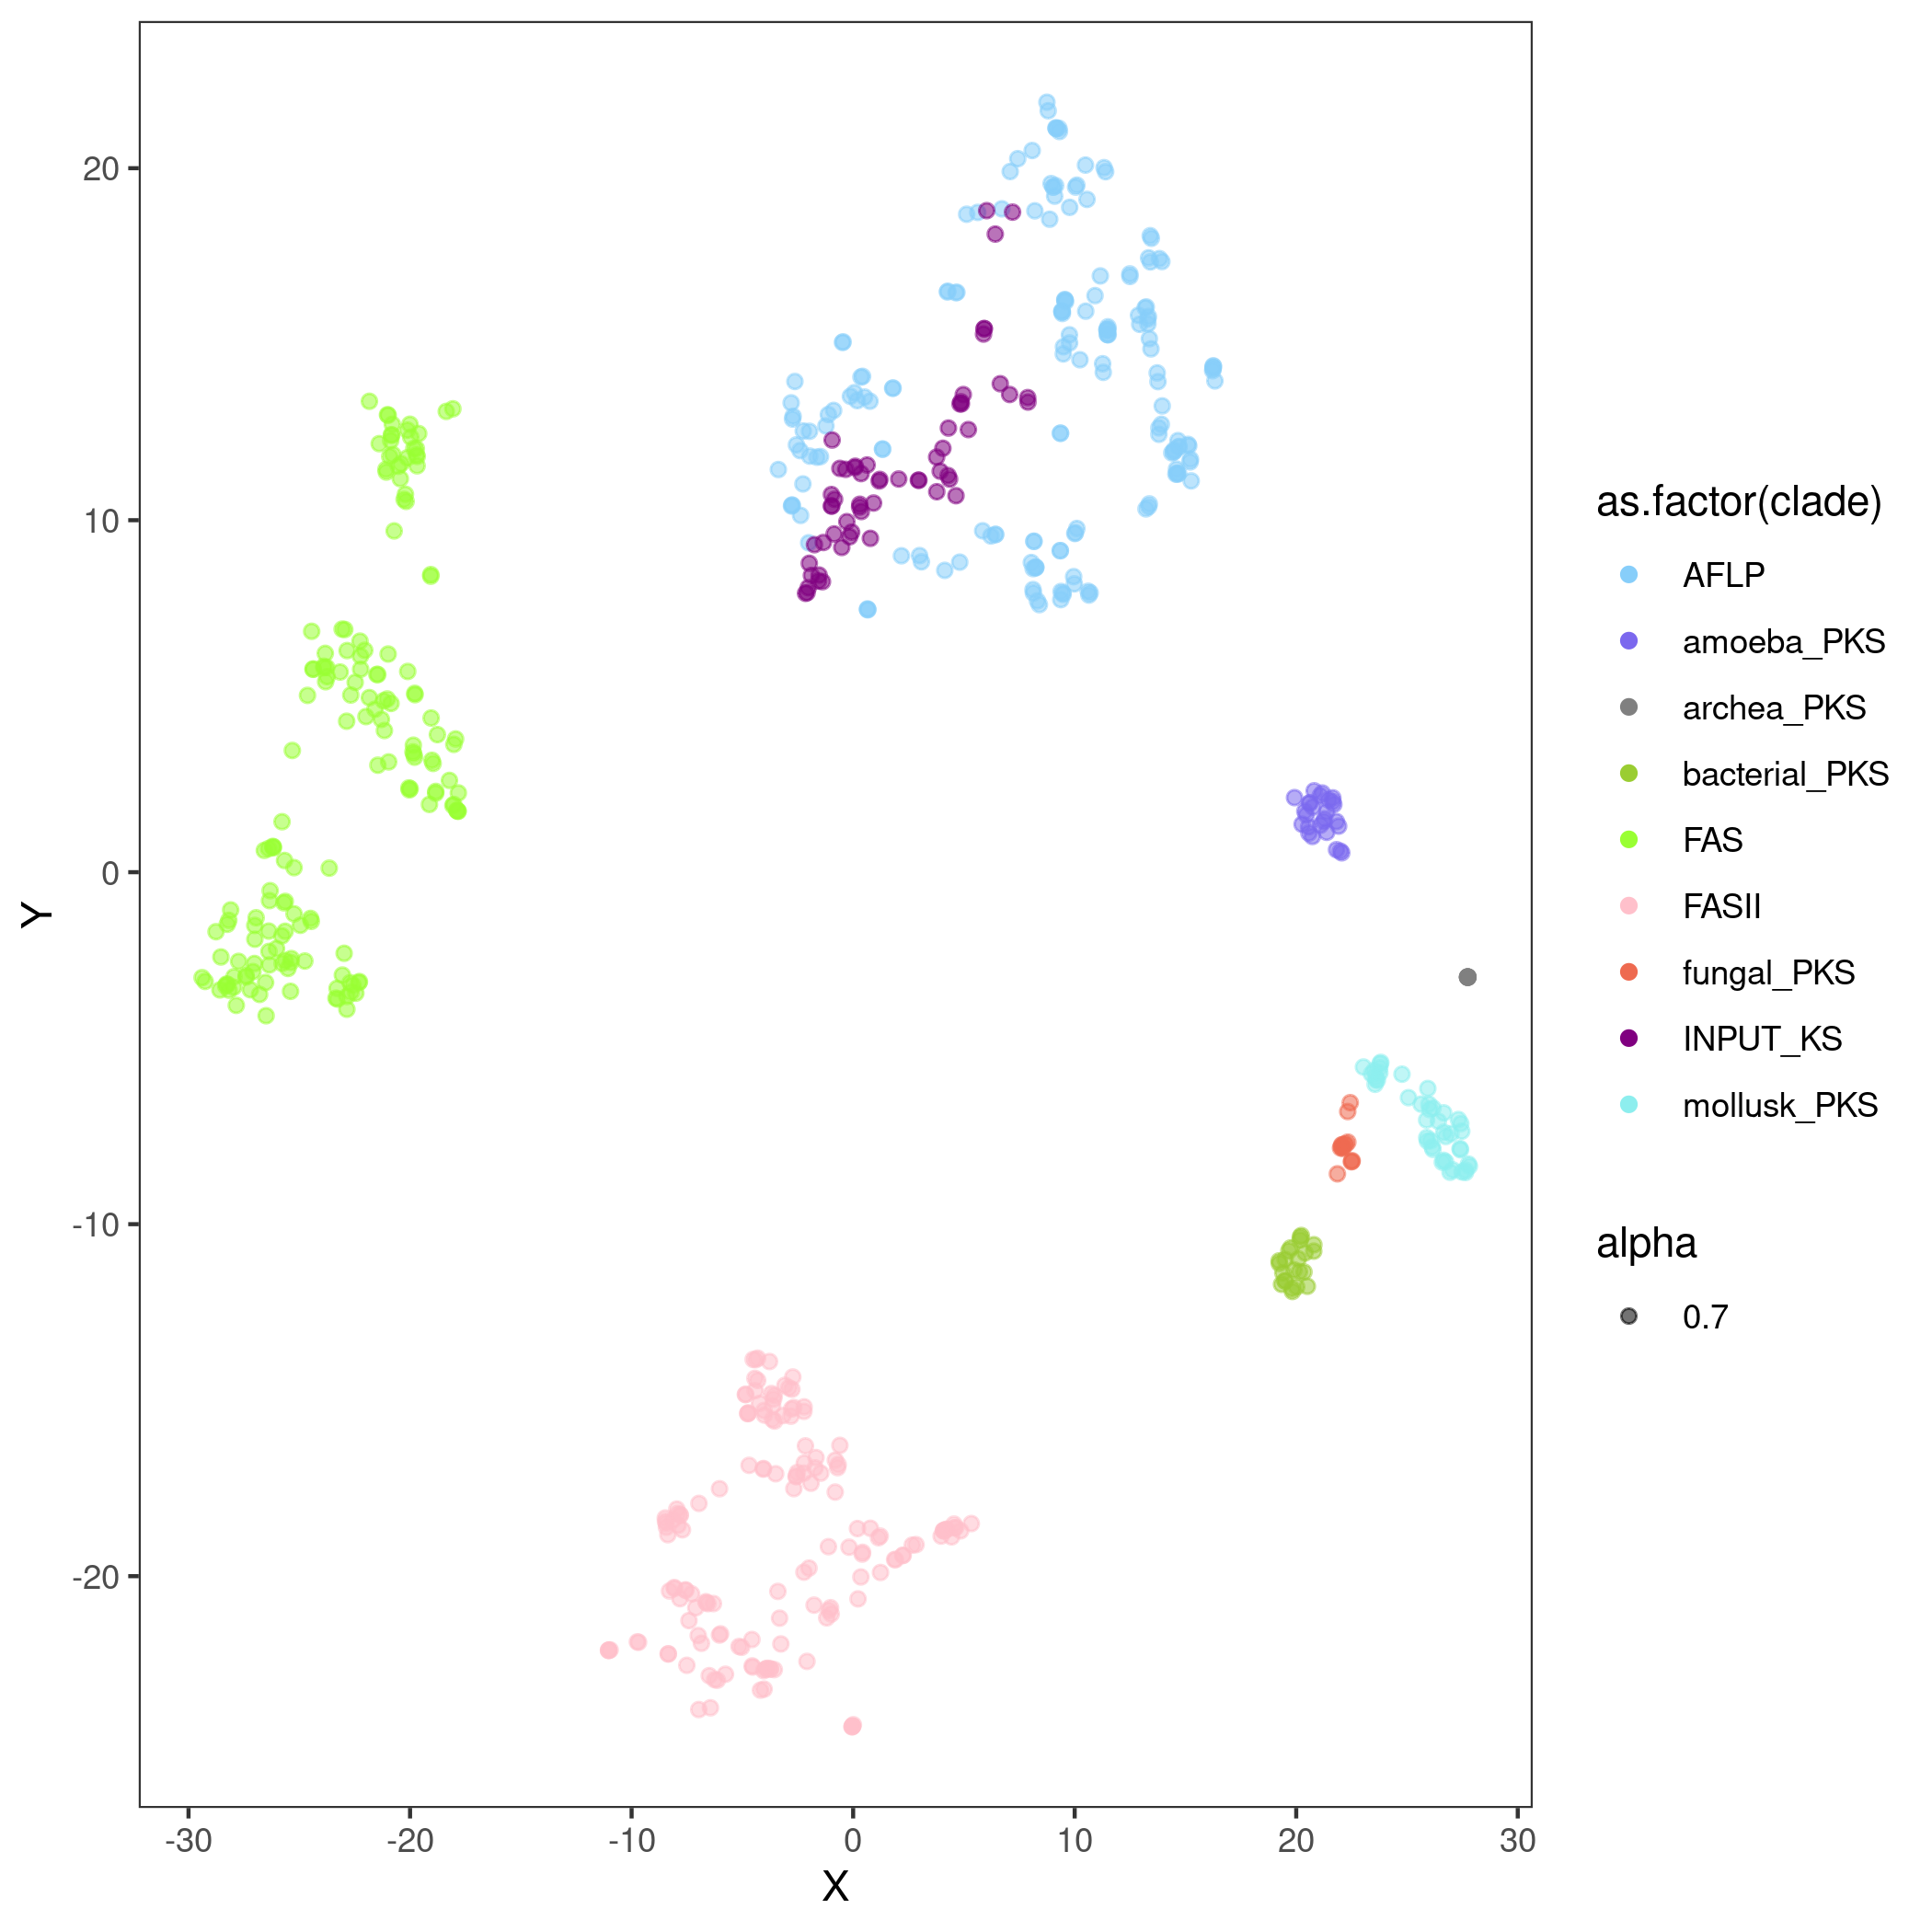 20
10
0
-10
-20
Y
-30
-20
-10
0
10
20
30
X
as.factor(clade)
AFLP
amoeba_PKS
archea_PKS
bacterial_PKS
FAS
FASII
fungal_PKS
INPUT_KS
mollusk_PKS
alpha
0.7